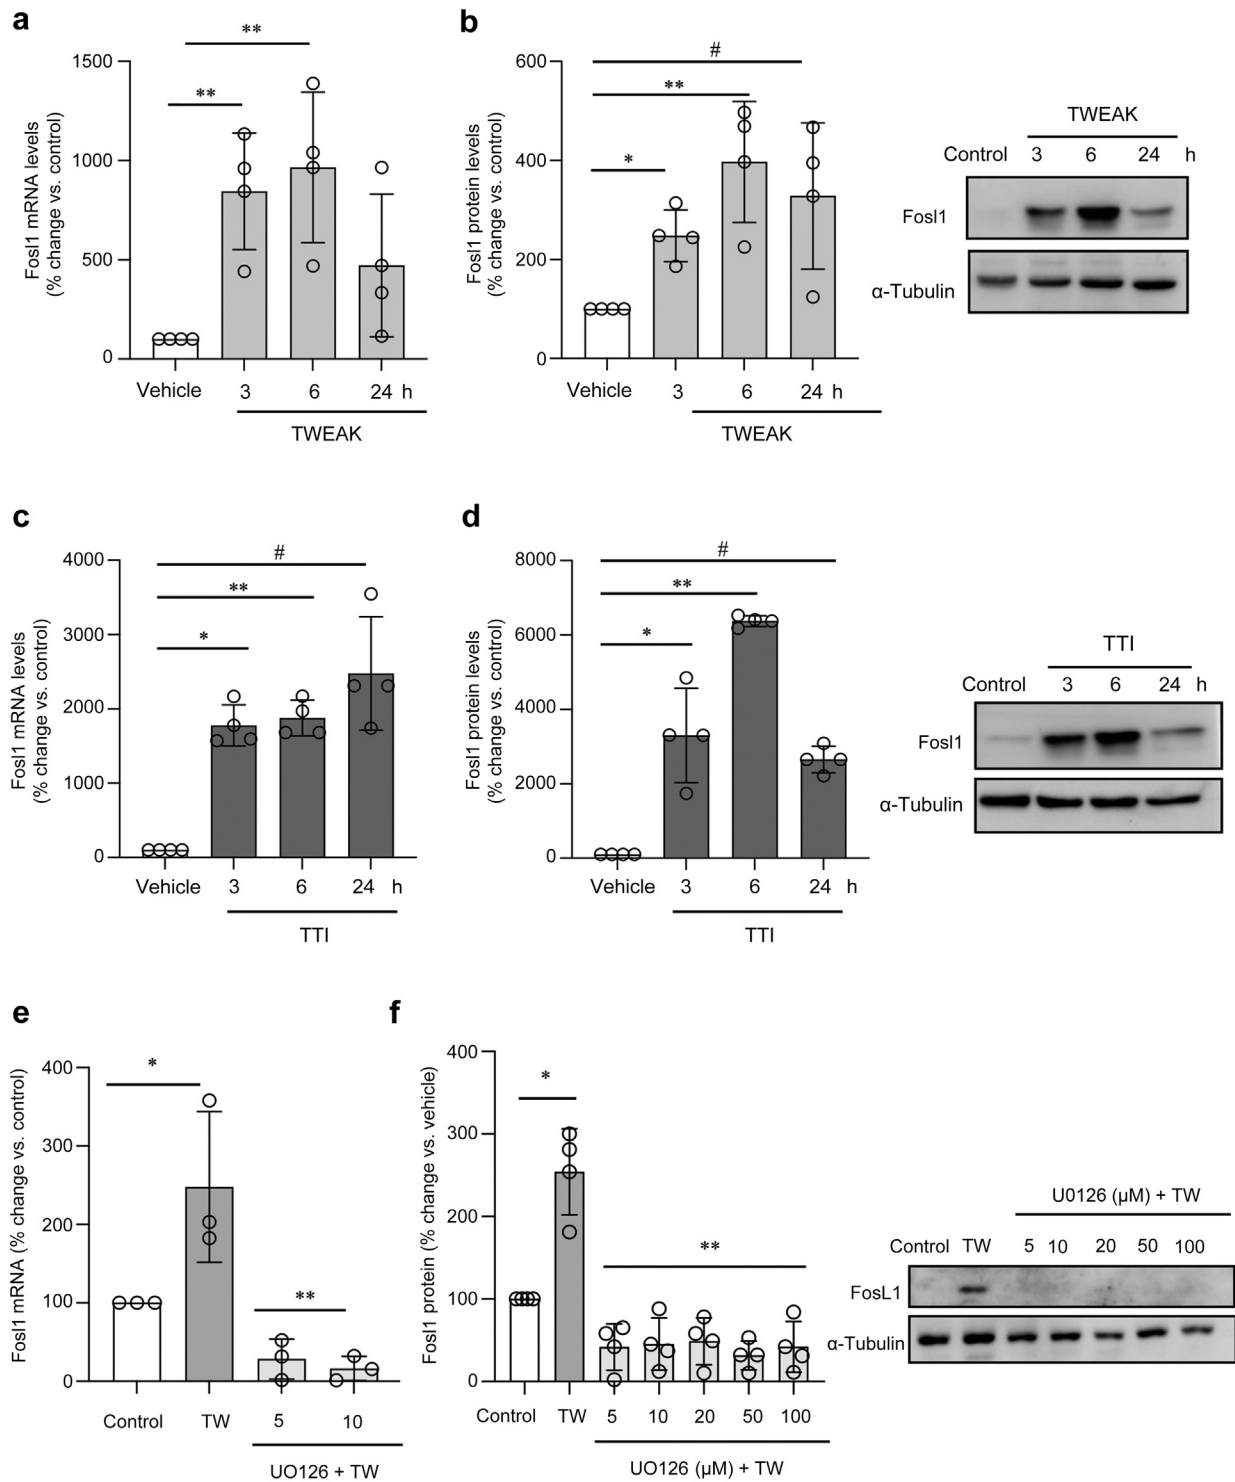 a
**
**
1500
1000
500
0
Fosl1 mRNA levels
(% change vs. control)
Vehicle 3 6 24 h
TWEAK
b
#
**
*
600
400
200
0
Fosl1 protein levels
(% change vs. control)
Vehicle 3 6 24 h
TWEAK
TWEAK
Control 3 6 24 h
Fosl1
α-Tubulin
c
#
**
*
4000
3000
2000
1000
0
Fosl1 mRNA levels
(% change vs. control)
Vehicle 3 6 24 h
TTI
d
#
**
*
8000
6000
4000
2000
0
Fosl1 protein levels
(% change vs. control)
Vehicle 3 6 24 h
TTI
TTI
Control 3 6 24 h
Fosl1
α-Tubulin
e
*
**
400
300
200
100
0
Fosl1 mRNA (% change vs. control)
Control TW 5 10
UO126 + TW
f
*
**
400
300
200
100
0
Fosl1 protein (% change vs. vehicle)
Control TW 5 10 20 50 100
UO126 (µM) + TW
U0126 (µM) + TW
Control TW 5 10 20 50 100
FosL1
α-Tubulin